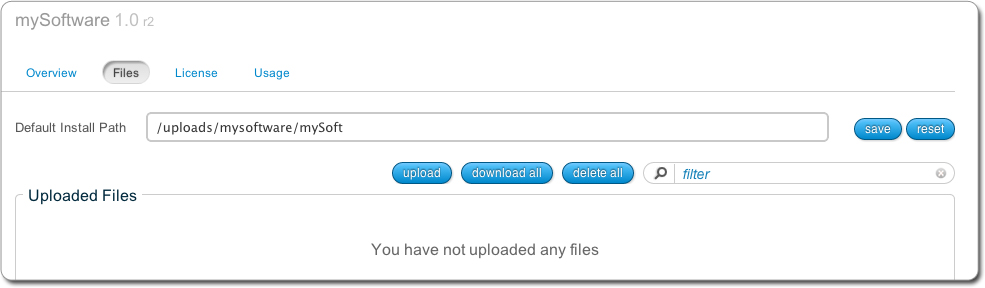 mySoftware 1.0 r2
Overview Files License Usage
Default Install Path /uploads/mysoftware/mySoft save reset
upload download all delete all filter
Uploaded Files
You have not uploaded any files